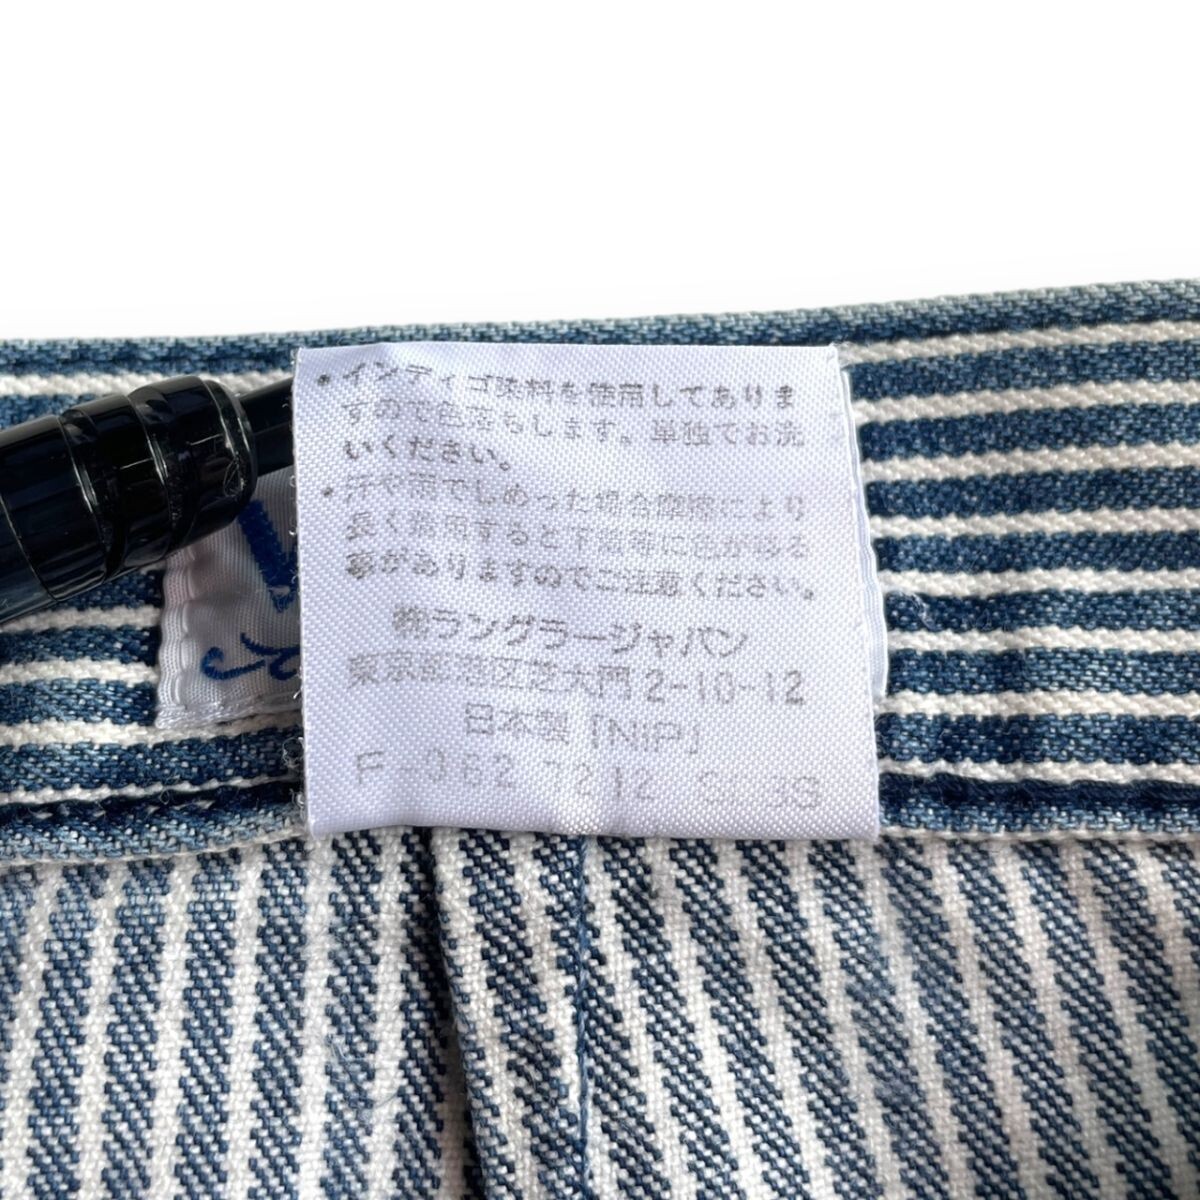 ・インディゴ染料を使用してありま
すので色落ちします。単独でお洗
いください。
・汗や雨でしめった場合摩擦により
長く着用すると下着等に色が移る
事がありますのでご注意ください。
㈱ラングラージャパン
東京都港区芝大門2-10-12
日本製「NIP」
F-062 7212